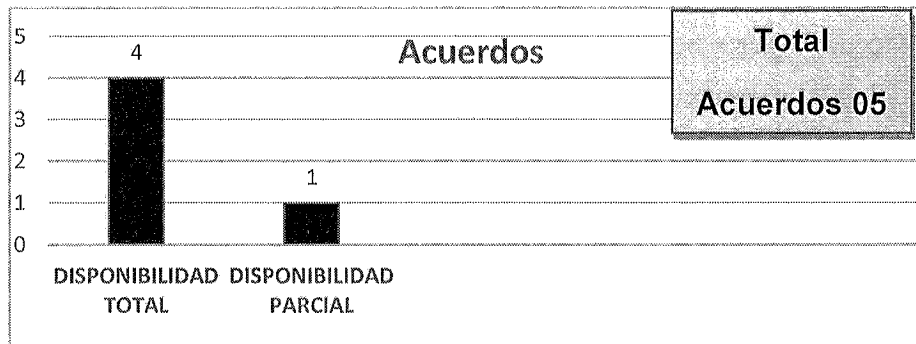 Acuerdos
Total
Acuerdos 05
5
4
3
2
1
0
4
1
DISPONIBILIDAD
TOTAL
DISPONIBILIDAD
PARCIAL